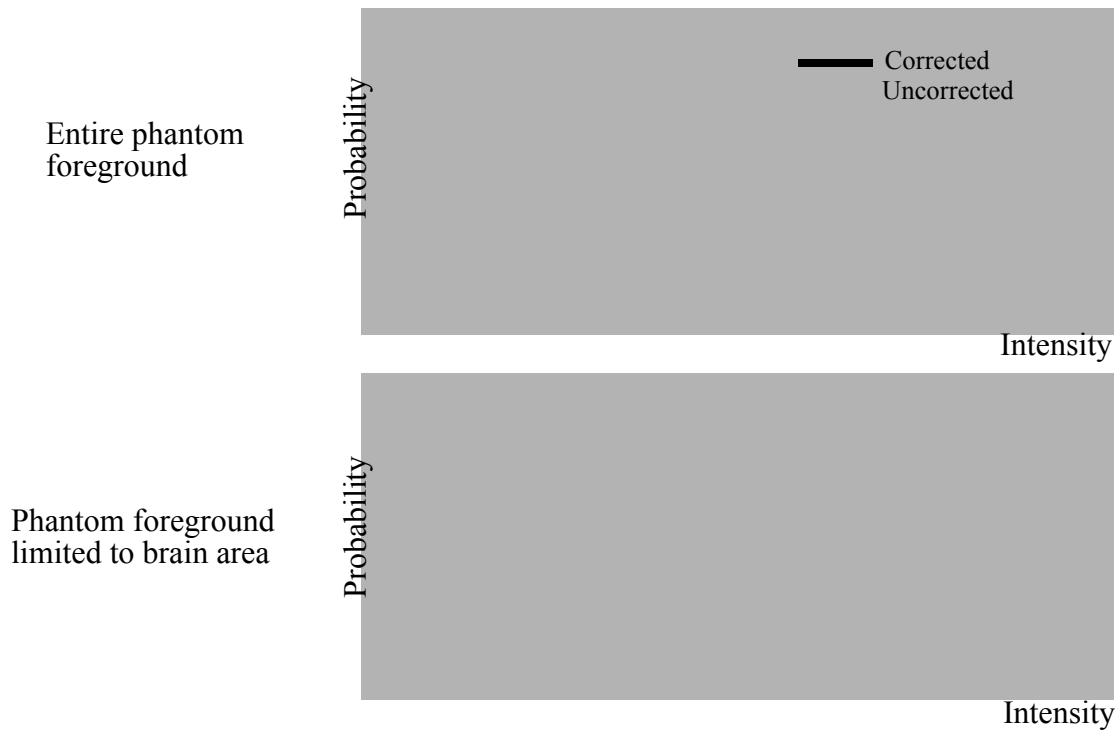 Corrected
Uncorrected
Probability
Entire phantom
foreground
Intensity
Probability
Phantom foreground
limited to brain area
Intensity